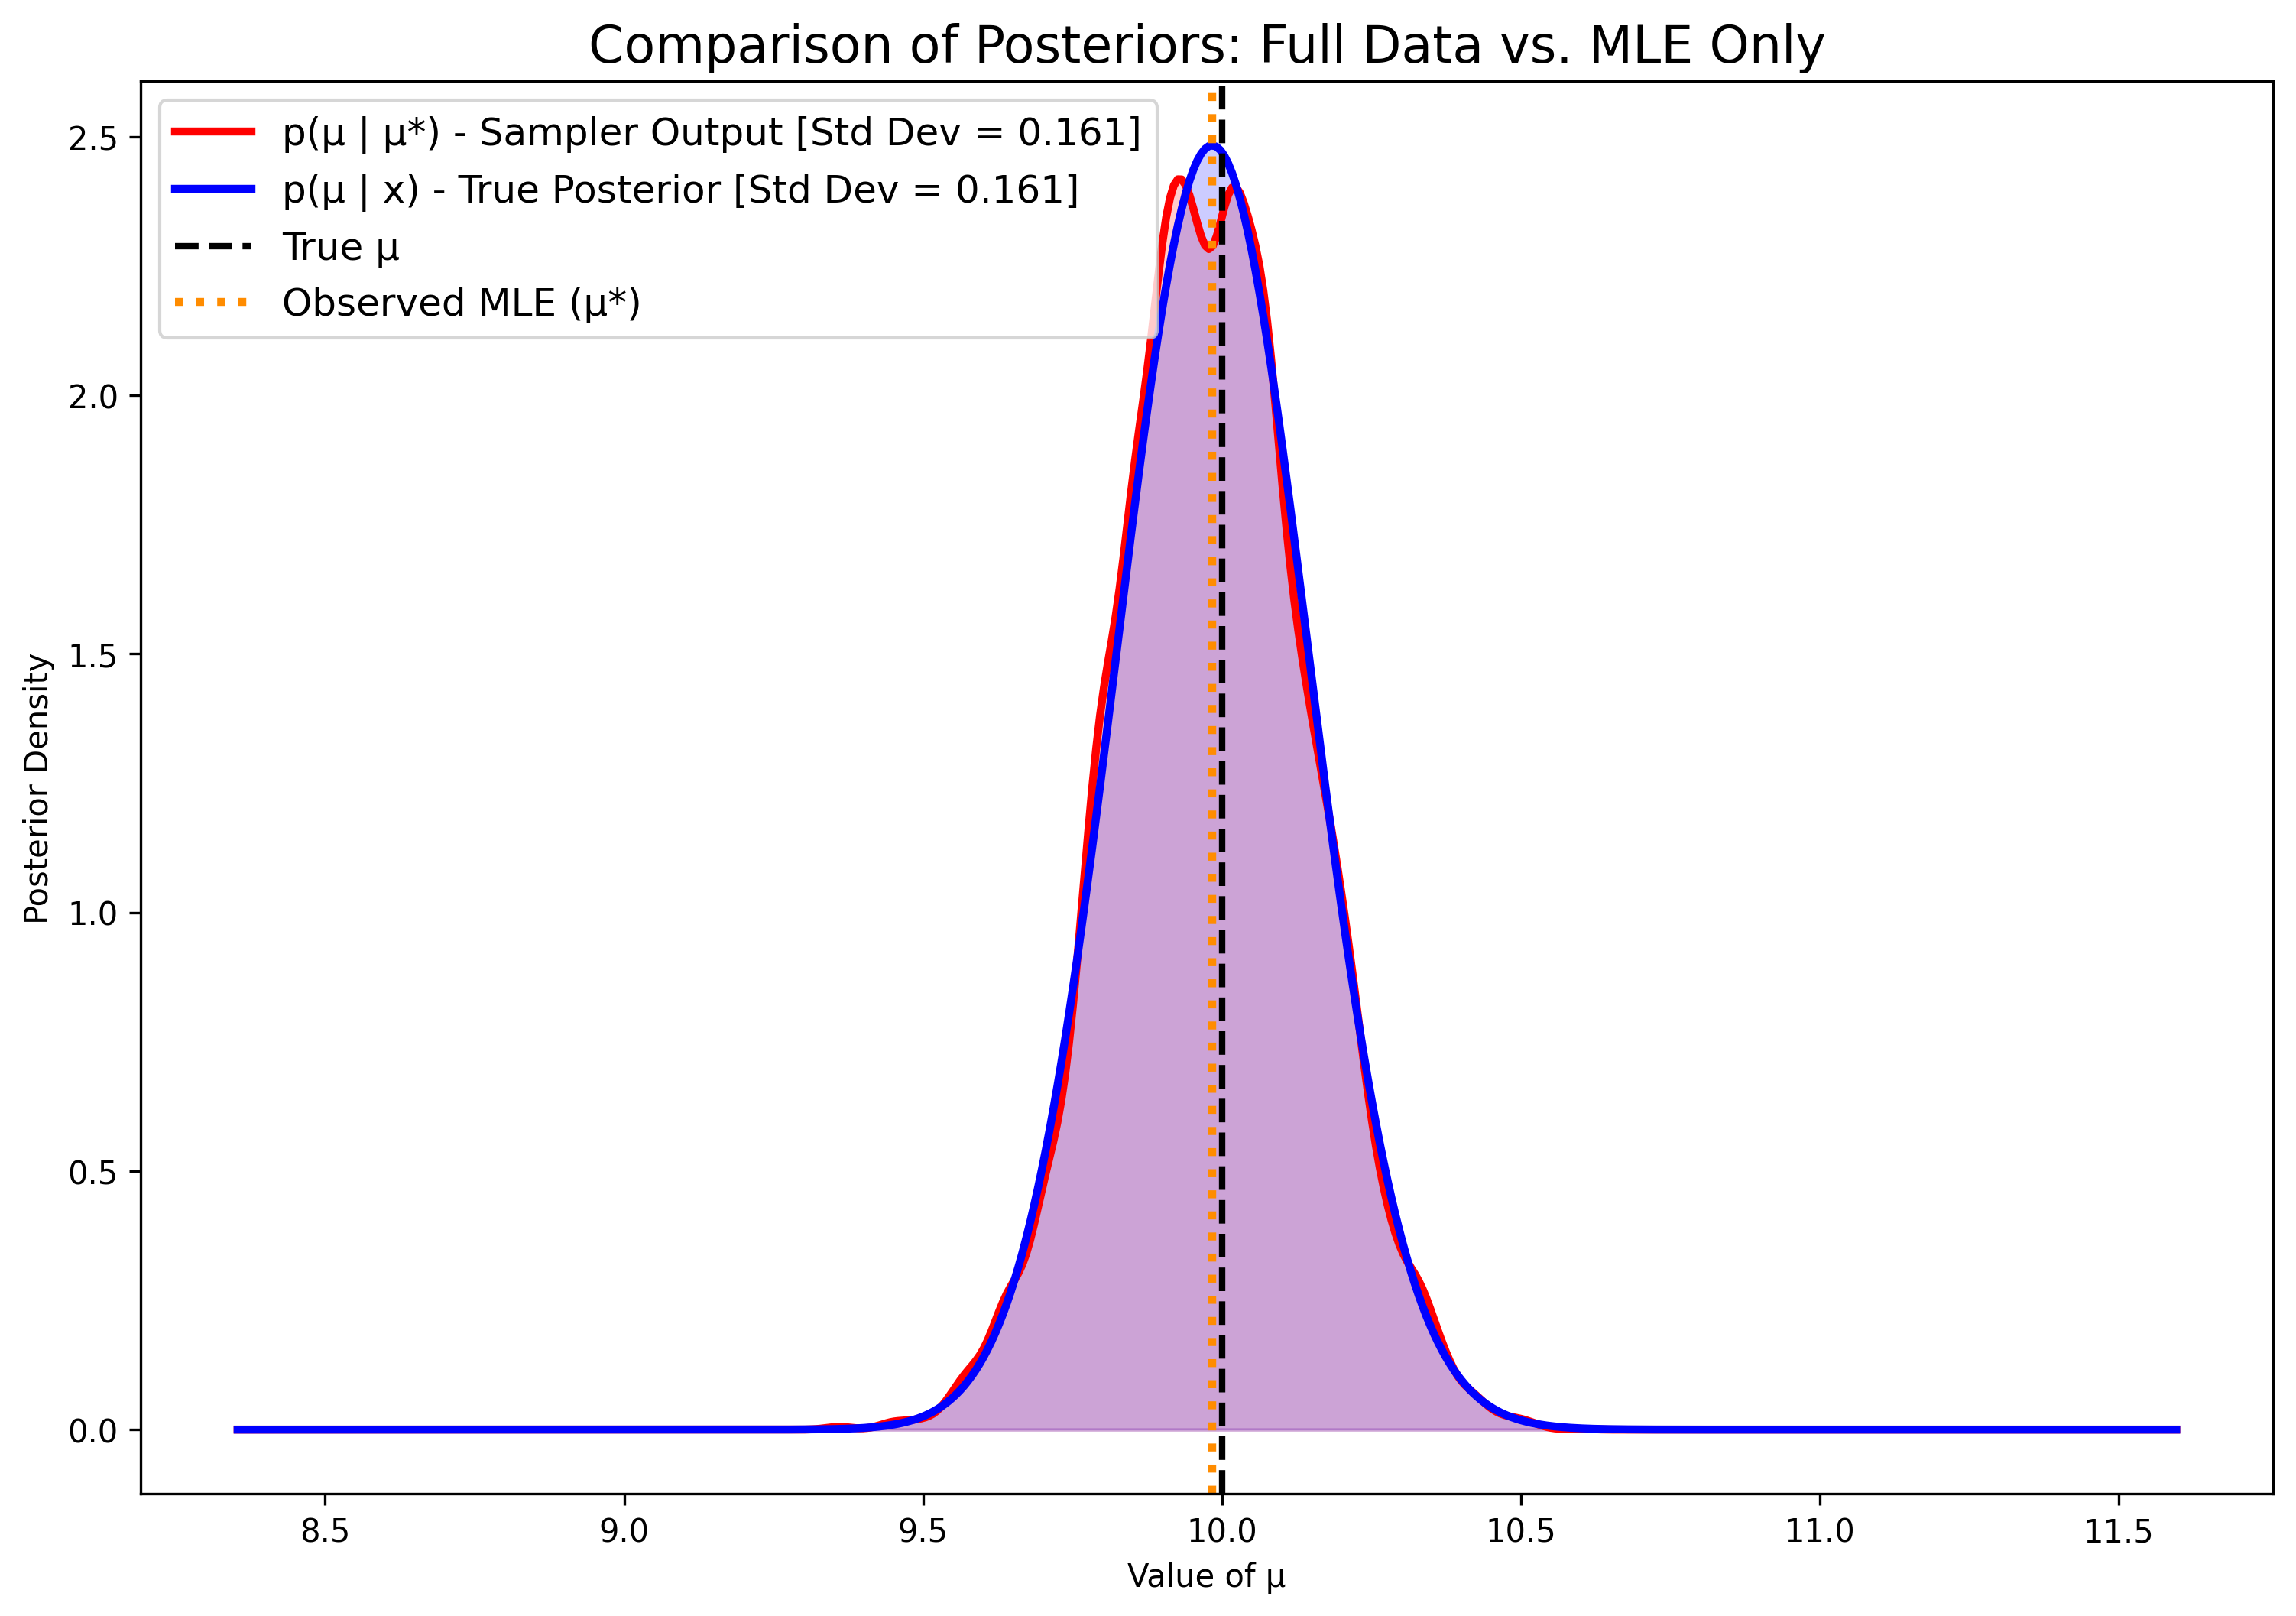 Comparison of Posteriors: Full Data vs. MLE Only
p(μ | μ*) - Sampler Output [Std Dev = 0.161]
p(μ | x) - True Posterior [Std Dev = 0.161]
True μ
Observed MLE (μ*)
Posterior Density
2.5
2.0
1.5
1.0
0.5
0.0
8.5 9.0 9.5 10.0 10.5 11.0 11.5
Value of μ